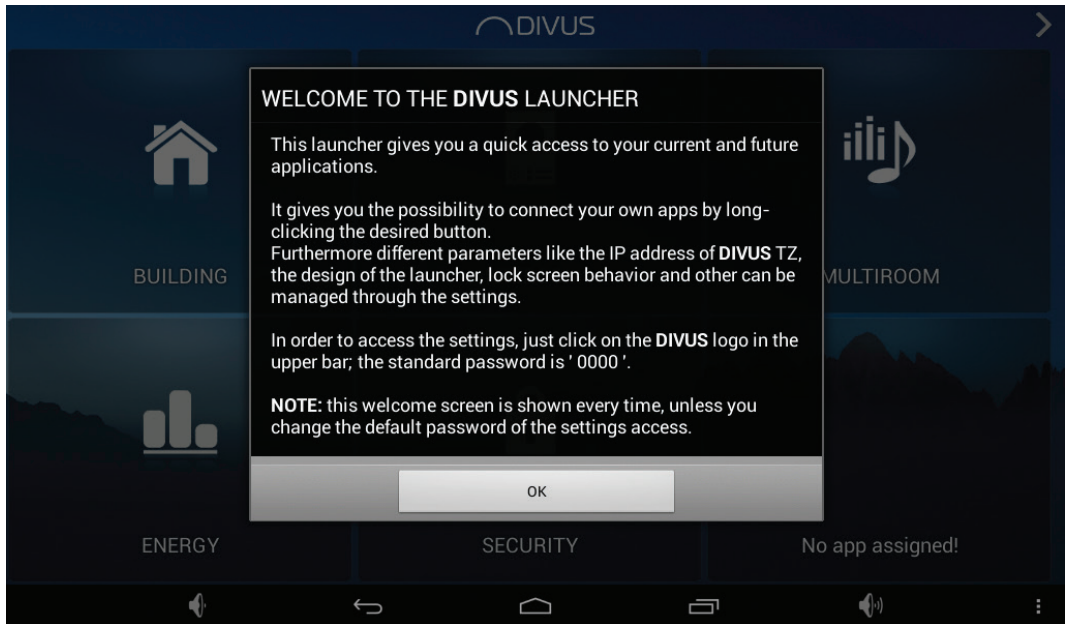 DIVUS
WELCOME TO THE DIVUS LAUNCHER
This launcher gives you a quick access to your current and future
applications.
It gives you the possibility to connect your own apps by long-
clicking the desired button.
Furthermore different parameters like the IP address of DIVUS TZ,
the design of the launcher, lock screen behavior and other can be
managed through the settings.
In order to access the settings, just click on the DIVUS logo in the
upper bar; the standard password is ' 0000 '.
NOTE: this welcome screen is shown every time, unless you
change the default password of the settings access.
OK
BUILDING
MULTIROOM
ENERGY
SECURITY
No app assigned!